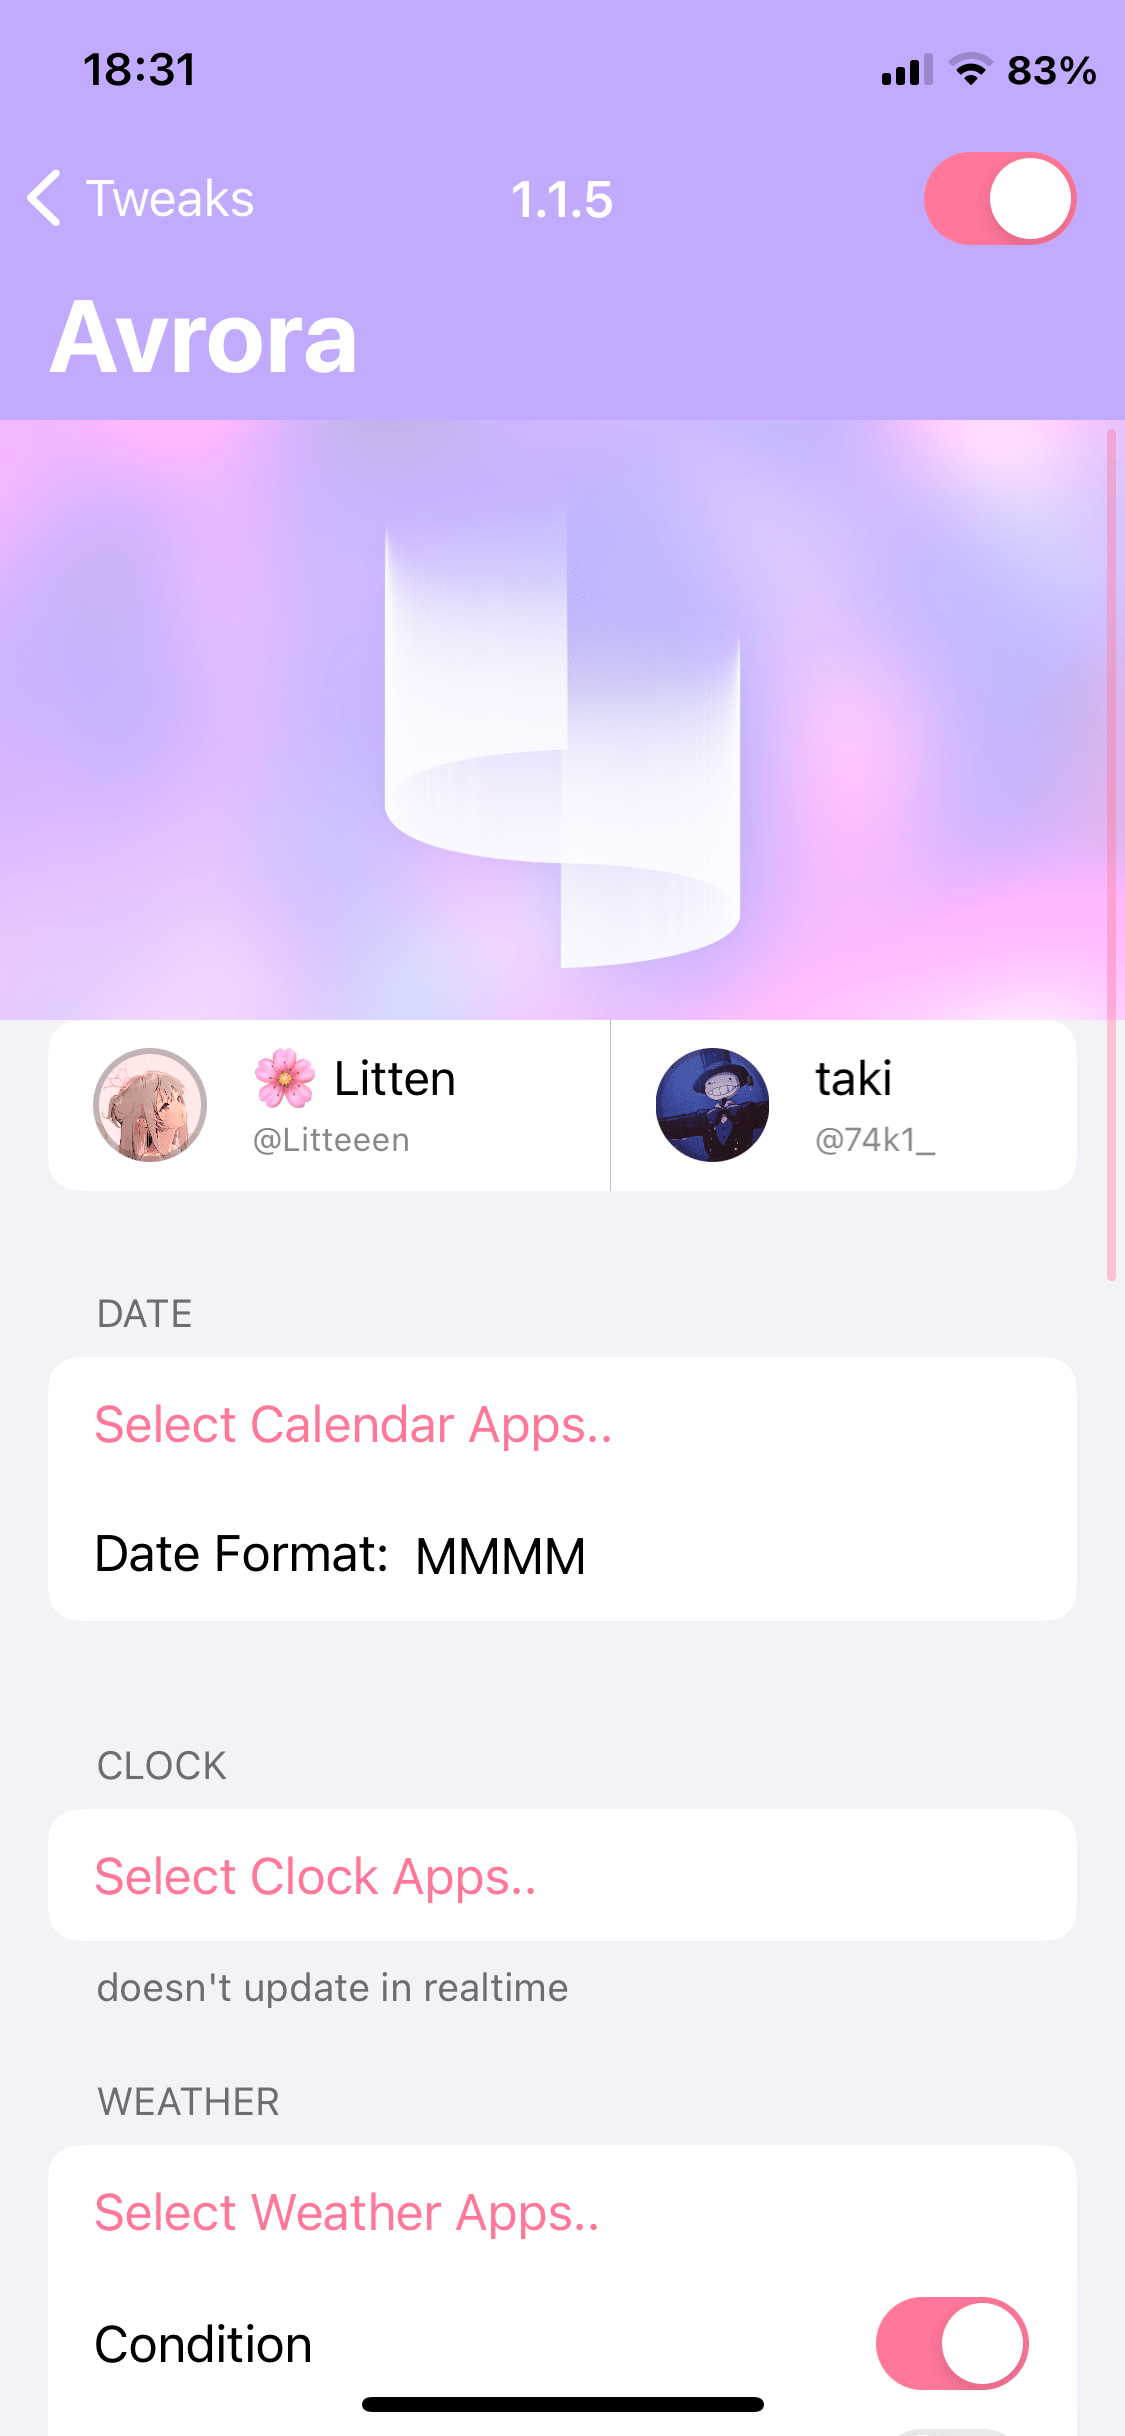 18:31
83%
Tweaks
1.1.5
Avrora
🌸 Litten
@Litteeen
taki
@74k1_
DATE
Select Calendar Apps..
Date Format: MMMM
CLOCK
Select Clock Apps..
doesn't update in realtime
WEATHER
Select Weather Apps..
Condition